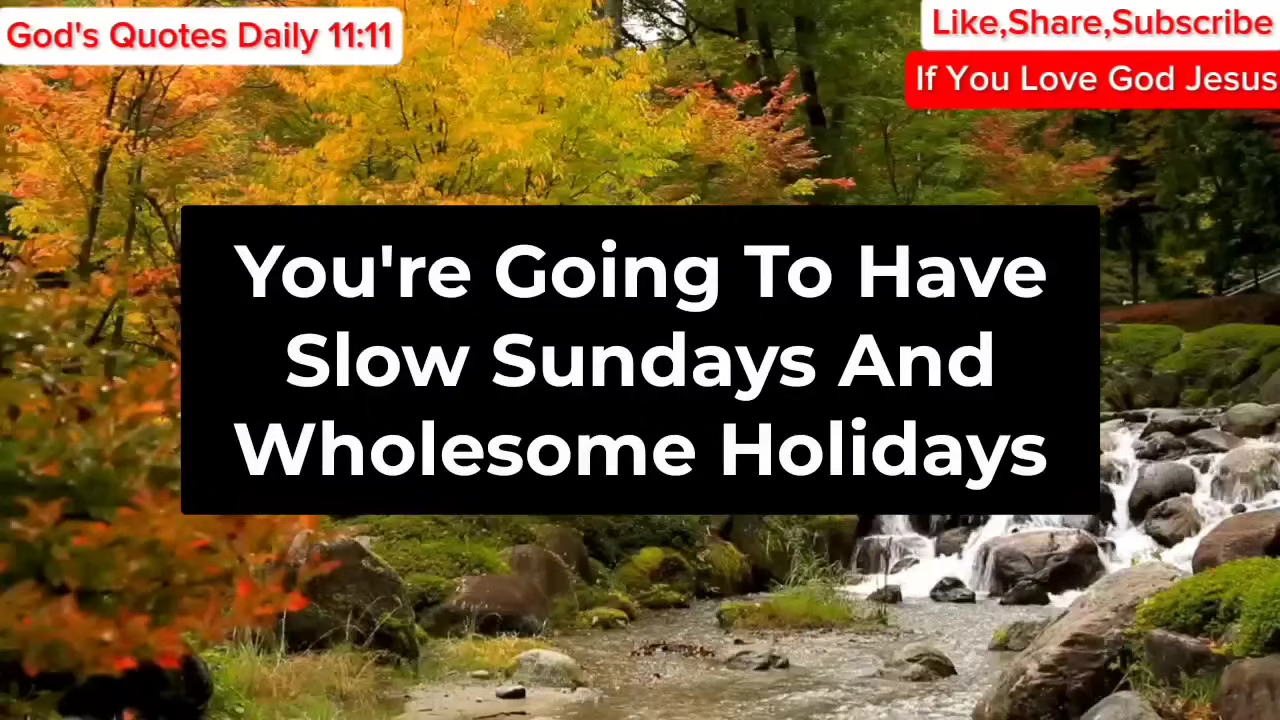 God's Quotes Daily 11:11
Like,Share,Subscribe
If You Love God Jesus
You're Going To Have
Slow Sundays And
Wholesome Holidays